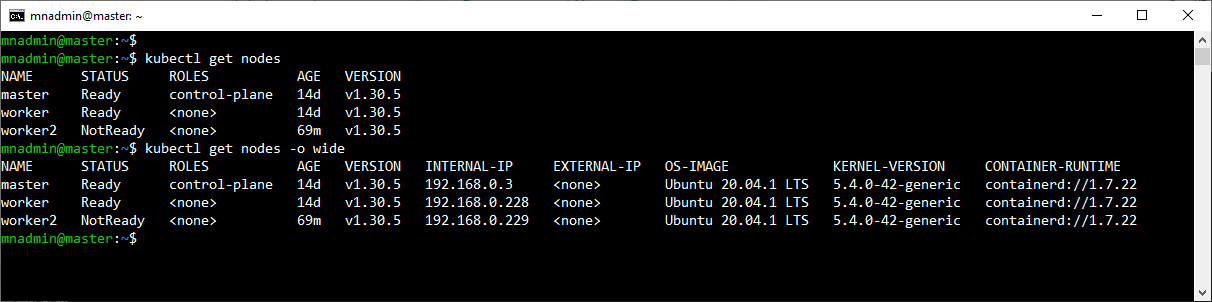 mnadmin@master: ~
mnadmin@master:~$
mnadmin@master:~$ kubectl get nodes
NAME      STATUS     ROLES           AGE   VERSION
master    Ready      control-plane   14d   v1.30.5
worker    Ready      <none>          14d   v1.30.5
worker2   NotReady   <none>          69m   v1.30.5
mnadmin@master:~$ kubectl get nodes -o wide
NAME      STATUS     ROLES           AGE   VERSION   INTERNAL-IP     EXTERNAL-IP   OS-IMAGE             KERNEL-VERSION     CONTAINER-RUNTIME
master    Ready      control-plane   14d   v1.30.5   192.168.0.3     <none>        Ubuntu 20.04.1 LTS   5.4.0-42-generic   containerd://1.7.22
worker    Ready      <none>          14d   v1.30.5   192.168.0.228   <none>        Ubuntu 20.04.1 LTS   5.4.0-42-generic   containerd://1.7.22
worker2   NotReady   <none>          69m   v1.30.5   192.168.0.229   <none>        Ubuntu 20.04.1 LTS   5.4.0-42-generic   containerd://1.7.22
mnadmin@master:~$